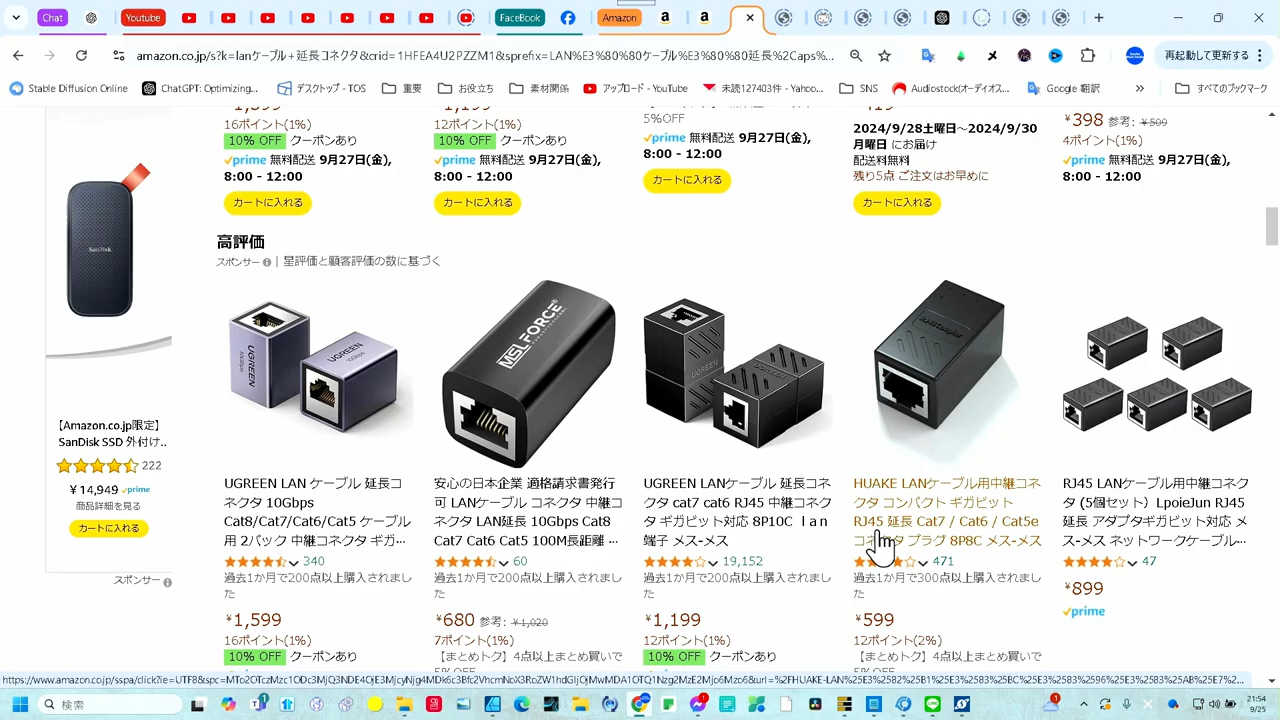 Chat
Youtube
FaceBook
Amazon
amazon.co.jp/s?k=lanケーブル+延長コネクタ&crid=1HFEA4U2PZZM1&sprefix=LAN%E3%80%80ケーブル%E3%80%80延長%2Caps%...
再起動して更新する
Stable Diffusion Online
ChatGPT: Optimizing...
デスクトップ - TOS
重要
お役立ち
素材関係
アップロード - YouTube
未読127403件 - Yahoo...
SNS
Audiostock(オーディオス...
Google 翻訳
»
すべてのブックマーク
16ポイント(1%)
10% OFF クーポンあり
prime 無料配送 9月27日(金),
8:00 - 12:00
カートに入れる
12ポイント(1%)
10% OFF クーポンあり
prime 無料配送 9月27日(金),
8:00 - 12:00
カートに入れる
5%OFF
prime 無料配送 9月27日(金),
8:00 - 12:00
カートに入れる
2024/9/28土曜日~2024/9/30
月曜日 にお届け
配送料無料
残り5点 ご注文はお早めに
カートに入れる
¥398 参考: ¥509
4ポイント(1%)
prime 無料配送 9月27日(金),
8:00 - 12:00
SanDisk
【Amazon.co.jp限定】
SanDisk SSD 外付け...
222
¥14,949 prime
商品詳細を見る
カートに入れる
スポンサー
高評価
スポンサー | 星評価と顧客評価の数に基づく
UGREEN
10Gbps
UGREEN
10Gbps
MSL FORCE
UGREEN
UGREEN
UGREEN LAN ケーブル 延長コ
ネクタ 10Gbps
Cat8/Cat7/Cat6/Cat5 ケーブル
用 2パック 中継コネクタ ギガ…
340
過去1か月で200点以上購入されまし
た
¥1,599
16ポイント(1%)
10% OFF クーポンあり
安心の日本企業 適格請求書発行
可 LANケーブル コネクタ 中継コ
ネクタ LAN延長 10Gbps Cat8
Cat7 Cat6 Cat5 100M長距離 …
60
過去1か月で200点以上購入されまし
た
¥680 参考: ¥1,020
7ポイント(1%)
【まとめトク】4点以上まとめ買いで
5%OFF
UGREEN LANケーブル 延長コネ
クタ cat7 cat6 RJ45 中継コネク
タ ギガビット対応 8P10C lan
端子 メス-メス
19,152
過去1か月で200点以上購入されまし
た
¥1,199
12ポイント(1%)
10% OFF クーポンあり
HUAKE LANケーブル用中継コネ
クタ コンパクト ギガビット
RJ45 延長 Cat7 / Cat6 / Cat5e
コネクタ プラグ 8P8C メス-メス
471
過去1か月で300点以上購入されまし
た
¥599
12ポイント(2%)
【まとめトク】4点以上まとめ買いで
5%OFF
RJ45 LANケーブル用中継コネク
タ (5個セット）LpoieJun RJ45
延長 アダプタギガビット対応 メ
ス-メス ネットワークケーブル…
47
¥899
prime
検索
21:54
9/25